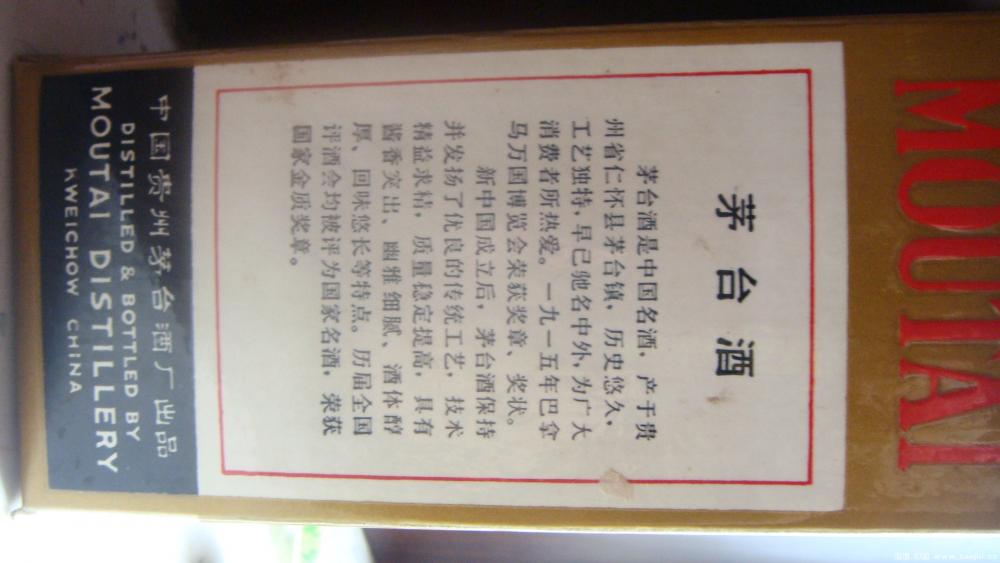 MOUTAI
茅台酒
茅台酒是中国名酒，产于贵
州省仁怀县茅台镇，历史悠久，
工艺独特，早已驰名中外，为广大
消费者所热爱。一九一五年巴拿
马万国博览会荣获奖章、奖状。
新中国成立后，茅台酒保持
并发扬了优良的传统工艺，技术
精益求精，质量稳定提高，具有
酱香突出、幽雅细腻、酒体醇
厚、回味悠长等特点。历届全国
评酒会均被评为国家名酒，荣获
国家金质奖章。
中国贵州茅台酒厂出品
DISTILLED & BOTTLED BY
MOUTAI DISTILLERY
KWEICHOW CHINA